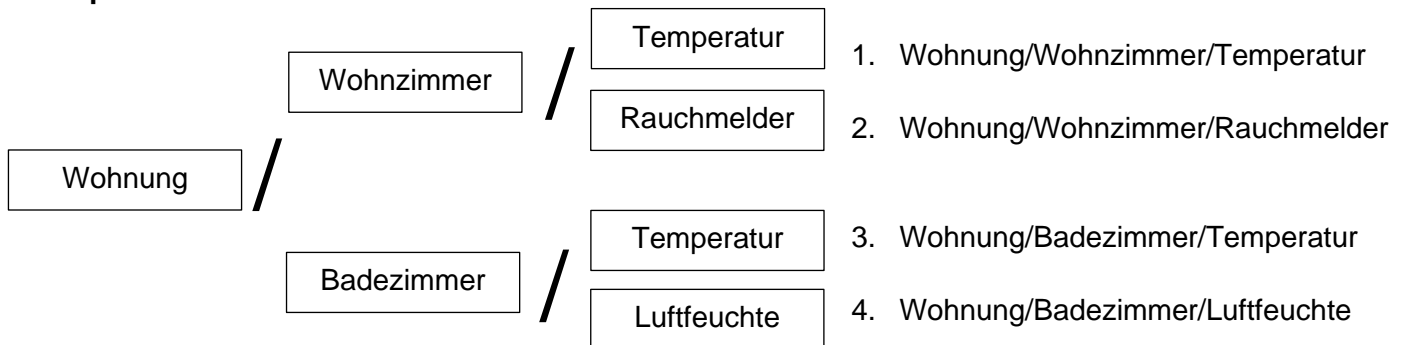 Temperatur
1. Wohnung/Wohnzimmer/Temperatur
Wohnzimmer /
Rauchmelder
2. Wohnung/Wohnzimmer/Rauchmelder
Wohnung /
Temperatur
3. Wohnung/Badezimmer/Temperatur
Badezimmer /
Luftfeuchte
4. Wohnung/Badezimmer/Luftfeuchte